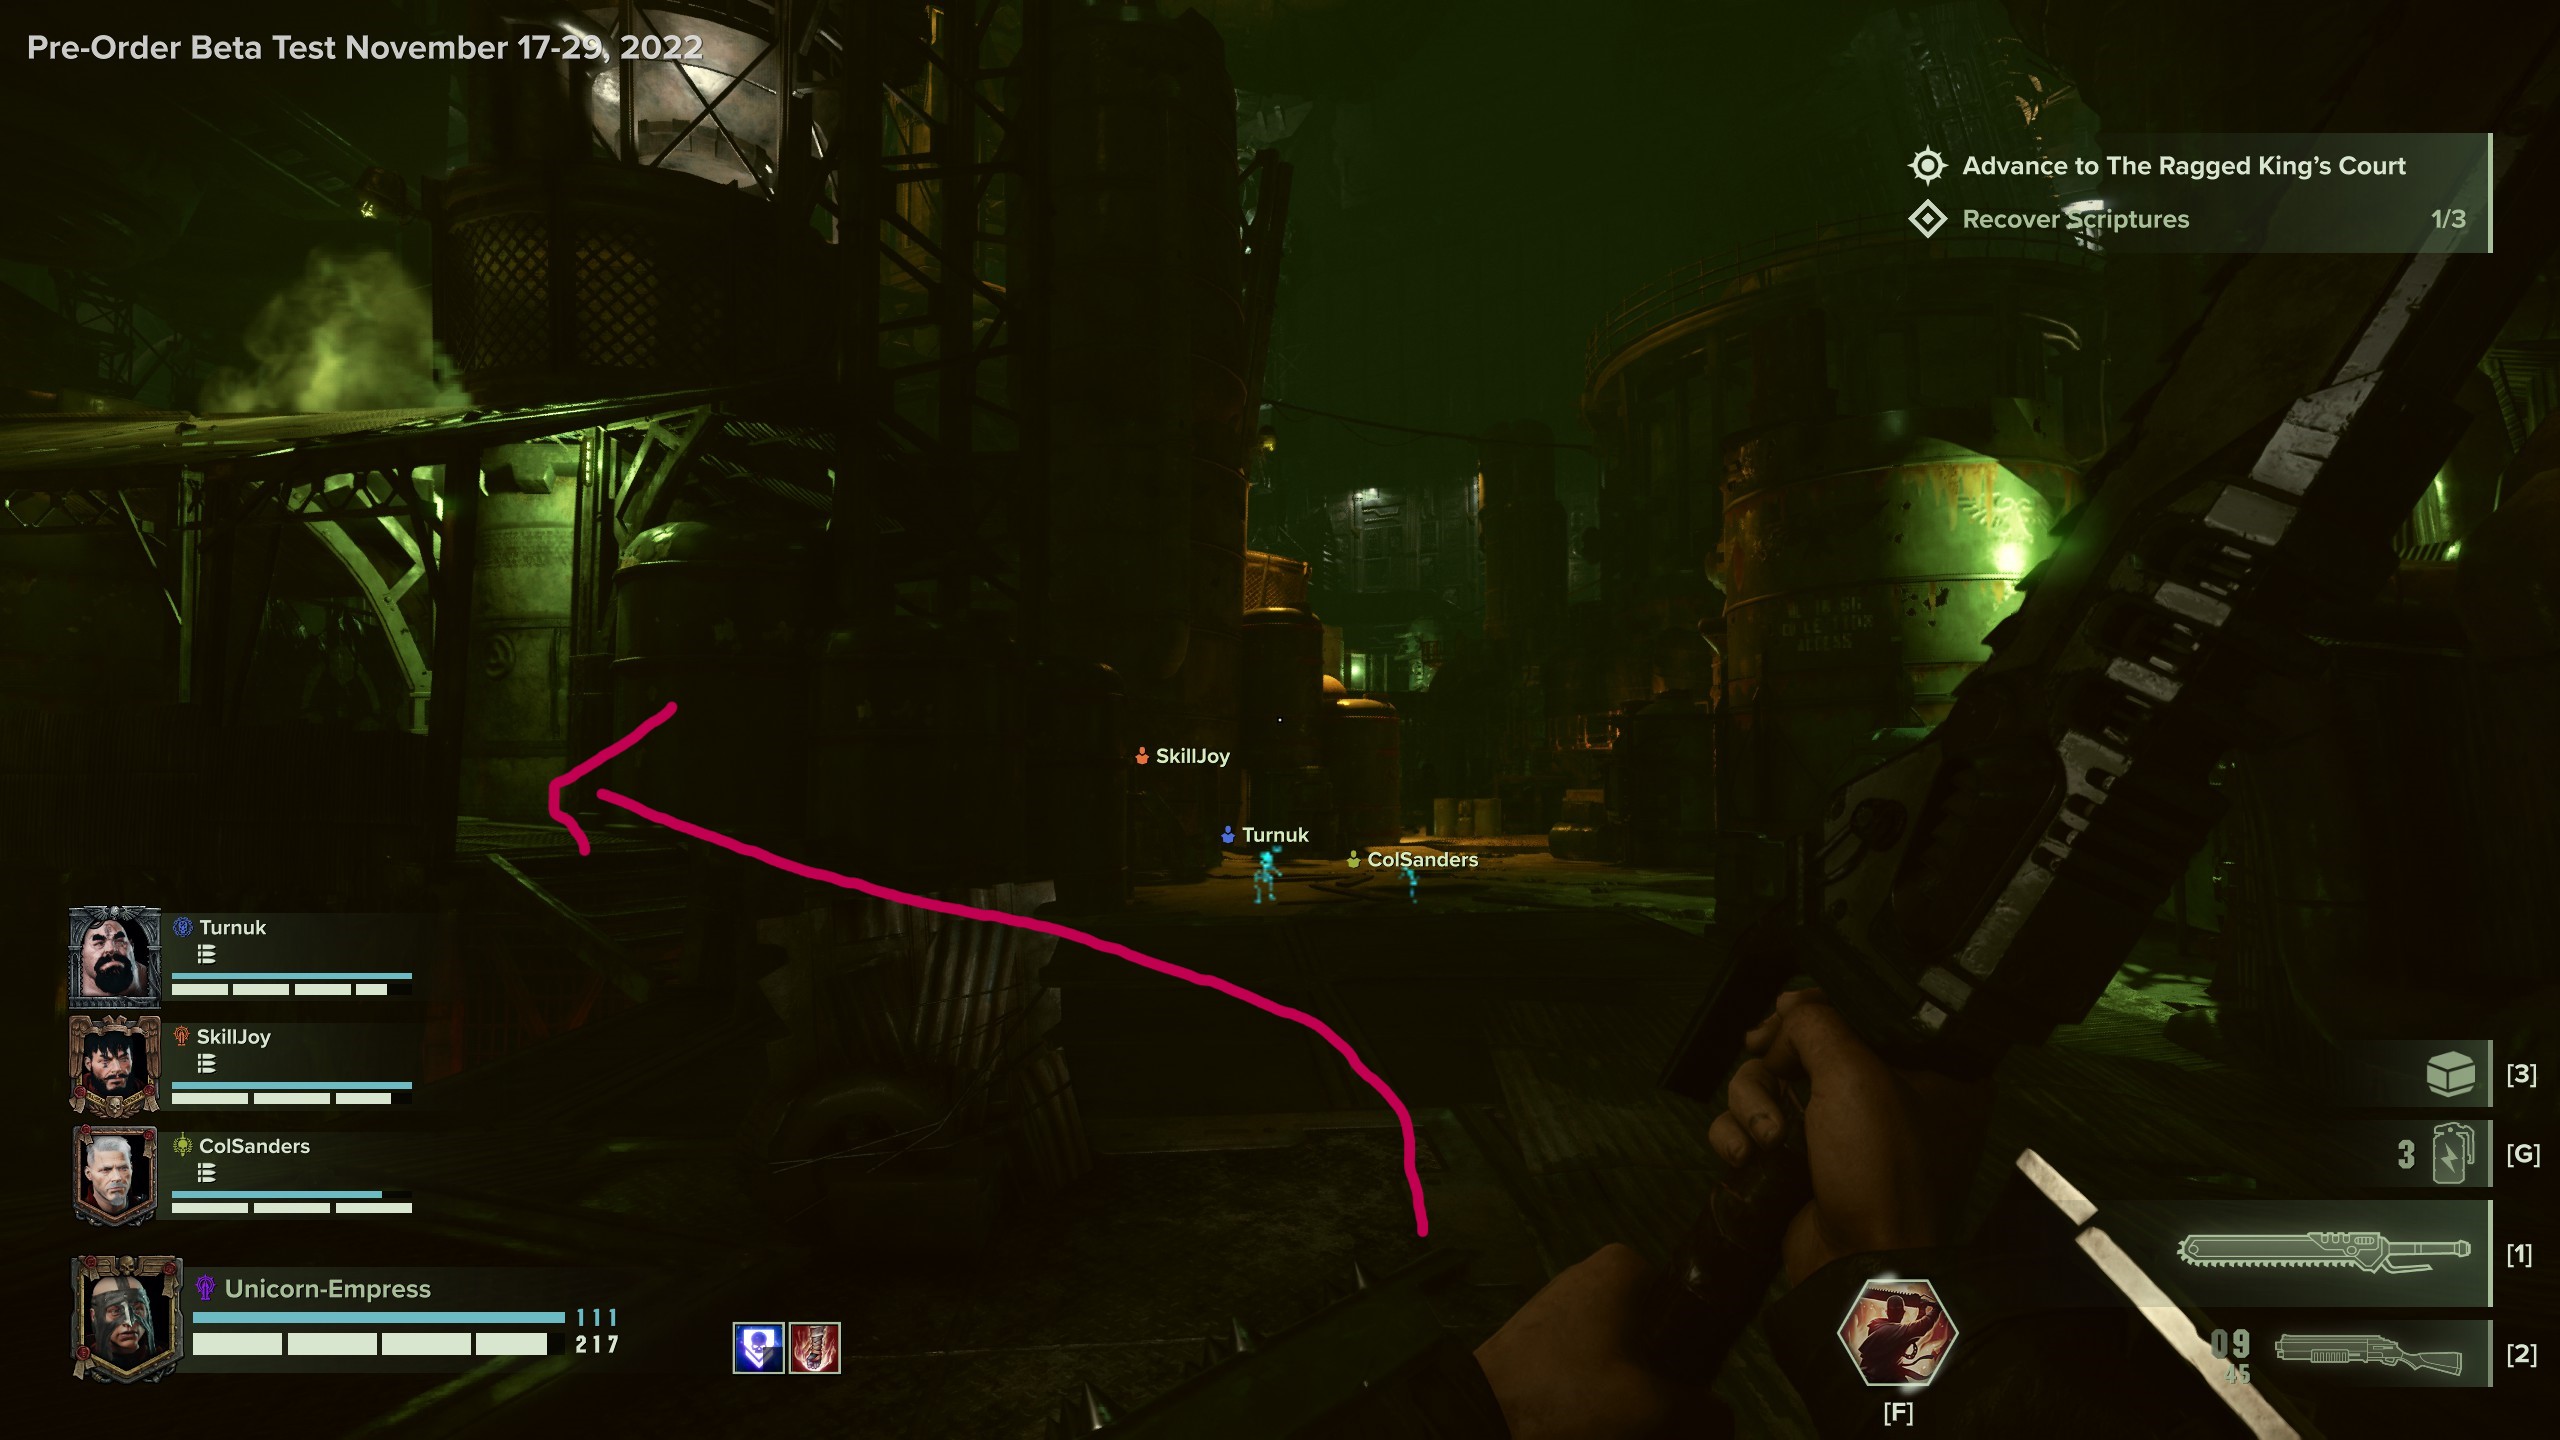 Pre-Order Beta Test November 17-29, 2022
Advance to The Ragged King's Court
Recover Scriptures 1/3
SkillJoy
Turnuk
ColSanders
Turnuk
SkillJoy
ColSanders
Unicorn-Empress
111
217
[3]
3 [G]
[1]
09
45
[2]
[F]